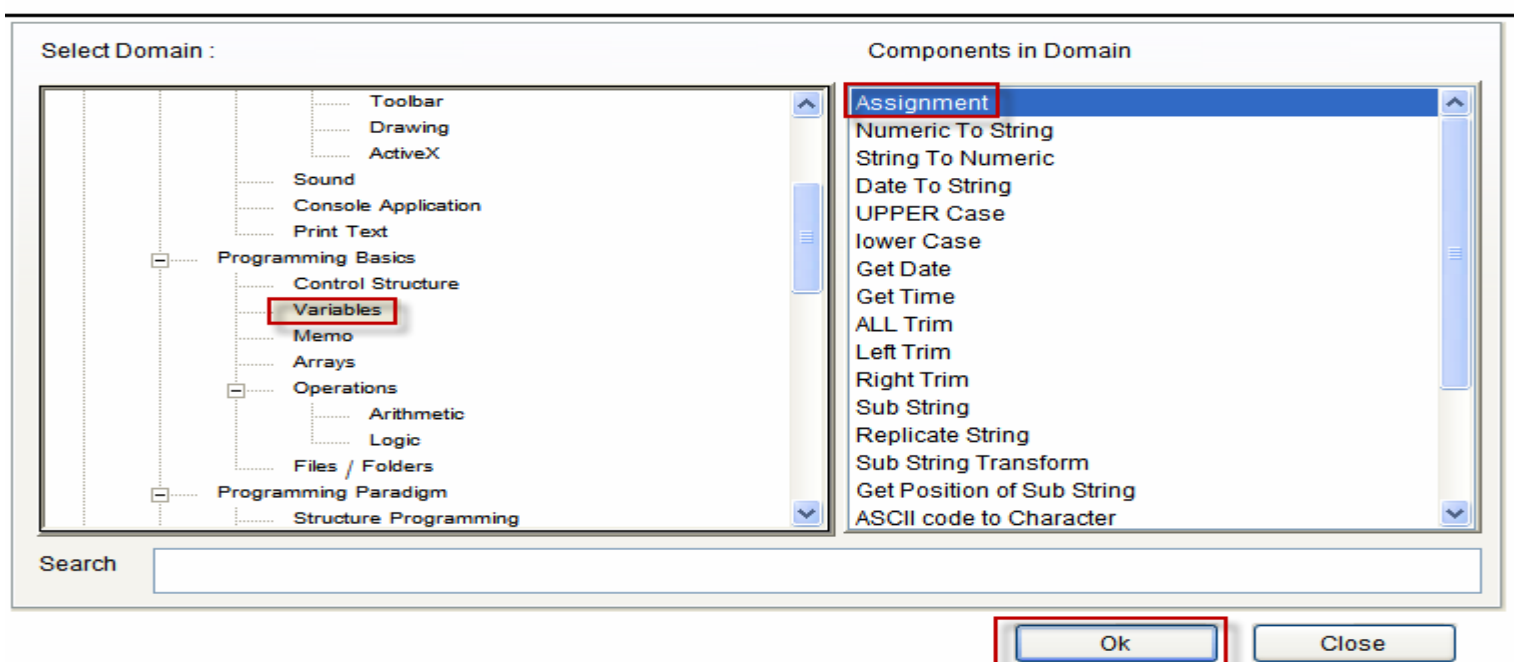 Select Domain :
Toolbar
Drawing
ActiveX
Sound
Console Application
Print Text
Programming Basics
Control Structure
Variables
Memo
Arrays
Operations
Arithmetic
Logic
Files / Folders
Programming Paradigm
Structure Programming
Components in Domain
Assignment
Numeric To String
String To Numeric
Date To String
UPPER Case
lower Case
Get Date
Get Time
ALL Trim
Left Trim
Right Trim
Sub String
Replicate String
Sub String Transform
Get Position of Sub String
ASCII code to Character
Search
Ok
Close